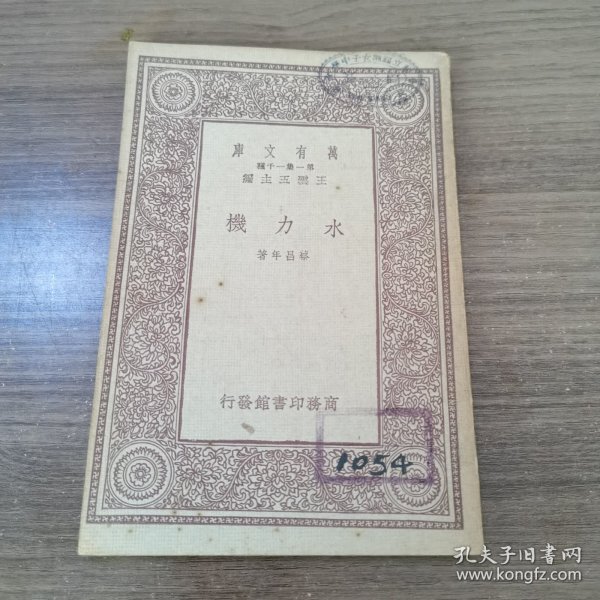 萬有文庫
第一集一千種
王雲五主編
水力機
蔡昌年著
商務印書館發行
1054
孔夫子旧书网
www.kongfz.com